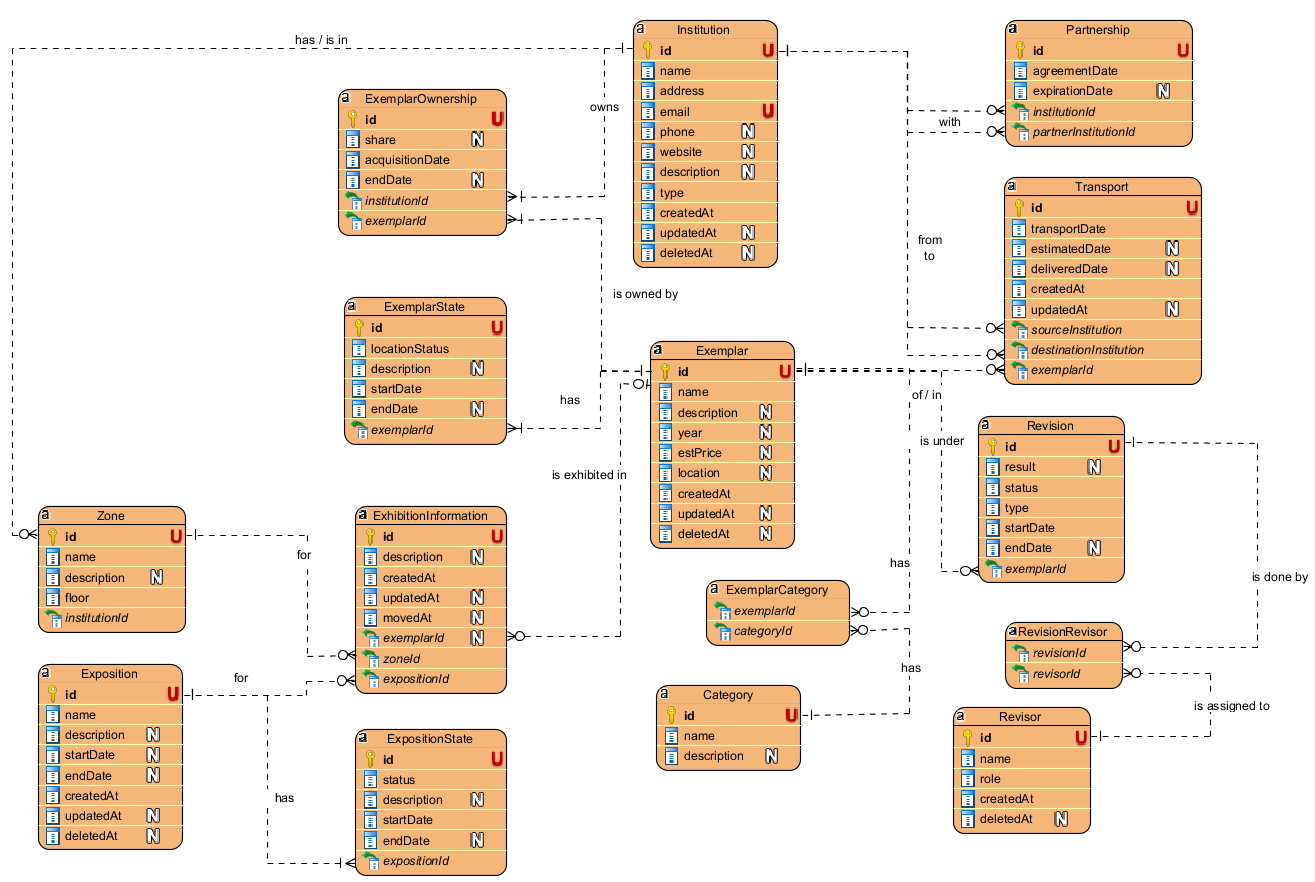 has / is in
Institution
id U
name
address
email U
phone N
website N
description N
type
createdAt
updatedAt N
deletedAt N
Partnership
id U
agreementDate
expirationDate N
institutionId
partnerInstitutionId
with
ExemplarOwnership
id U
share N
acquisitionDate
endDate N
institutionId
exemplarId
owns
Transport
id U
transportDate
estimatedDate N
deliveredDate N
createdAt
updatedAt N
sourceInstitution
destinationInstitution
exemplarId
from
to
is owned by
ExemplarState
id U
locationStatus
description N
startDate
endDate N
exemplarId
has
Exemplar
id U
name
description N
year N
estPrice N
location N
createdAt
updatedAt N
deletedAt N
of / in
is under
is exhibited in
Revision
id U
result N
status
type
startDate
endDate N
exemplarId
Zone
id U
name
description N
floor
institutionId
for
ExhibitionInformation
id U
description N
createdAt
updatedAt N
movedAt N
exemplarId N
zoneId
expositionId
has
ExemplarCategory
exemplarId
categoryId
has
is done by
RevisionRevisor
revisionId
revisorId
is assigned to
Exposition
id U
name
description N
startDate N
endDate N
createdAt
updatedAt N
deletedAt N
for
has
ExpositionState
id U
status
description N
startDate
endDate N
expositionId
Category
id U
name
description N
Revisor
id U
name
role
createdAt
deletedAt N